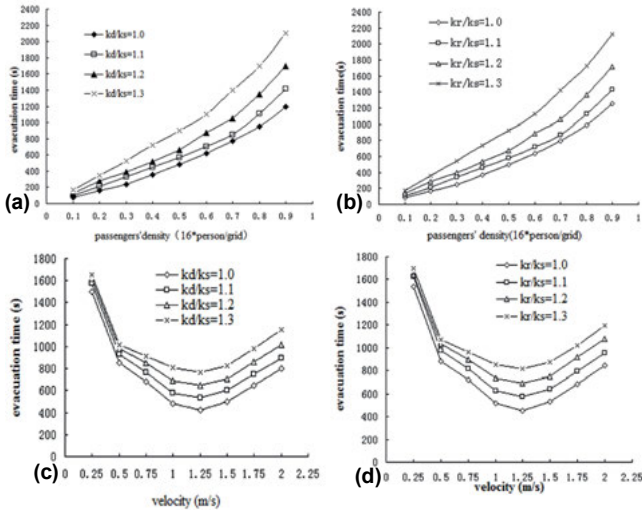 2200
2000
1800
1600
1400
1200
1000
800
600
400
200
0
evacutaion time (s)
kd/ks=1.0
kd/ks=1.1
kd/ks=1.2
kd/ks=1.3
0 0.1 0.2 0.3 0.4 0.5 0.6 0.7 0.8 0.9 1
passengers'density (16*person/grid)
(a)
2200
2000
1800
1600
1400
1200
1000
800
600
400
200
0
evacuation time(s)
kr/ks=1.0
kr/ks=1.1
kr/ks=1.2
kr/ks=1.3
0 0.1 0.2 0.3 0.4 0.5 0.6 0.7 0.8 0.9 1
passengers' density(16*person/grid)
(b)
1800
1600
1400
1200
1000
800
600
400
200
0
evacuation time (s)
kd/ks=1.0
kd/ks=1.1
kd/ks=1.2
kd/ks=1.3
0 0.25 0.5 0.75 1 1.25 1.5 1.75 2 2.25
velocity (m/s)
(c)
1800
1600
1400
1200
1000
800
600
400
200
0
evacuation time (s)
kr/ks=1.0
kr/ks=1.1
kr/ks=1.2
kr/ks=1.3
0 0.25 0.5 0.75 1 1.25 1.5 1.75 2 2.25
velocity (m/s)
(d)